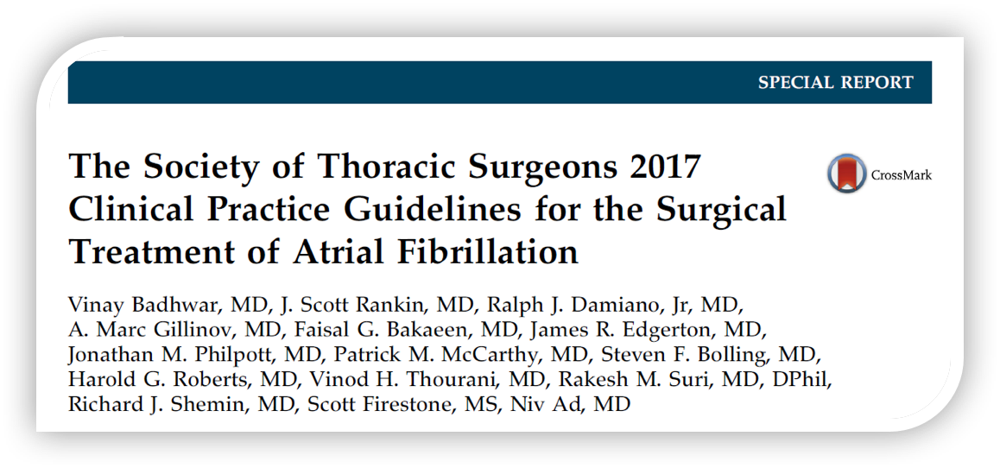 SPECIAL REPORT
The Society of Thoracic Surgeons 2017
CrossMark
Clinical Practice Guidelines for the Surgical
Treatment of Atrial Fibrillation
Vinay Badhwar, MD, J. Scott Rankin, MD, Ralph J. Damiano, Jr, MD,
A. Marc Gillinov, MD, Faisal G. Bakaeen, MD, James R. Edgerton, MD,
Jonathan M. Philpott, MD, Patrick M. McCarthy, MD, Steven F. Bolling, MD,
Harold G. Roberts, MD, Vinod H. Thourani, MD, Rakesh M. Suri, MD, DPhil,
Richard J. Shemin, MD, Scott Firestone, MS, Niv Ad, MD